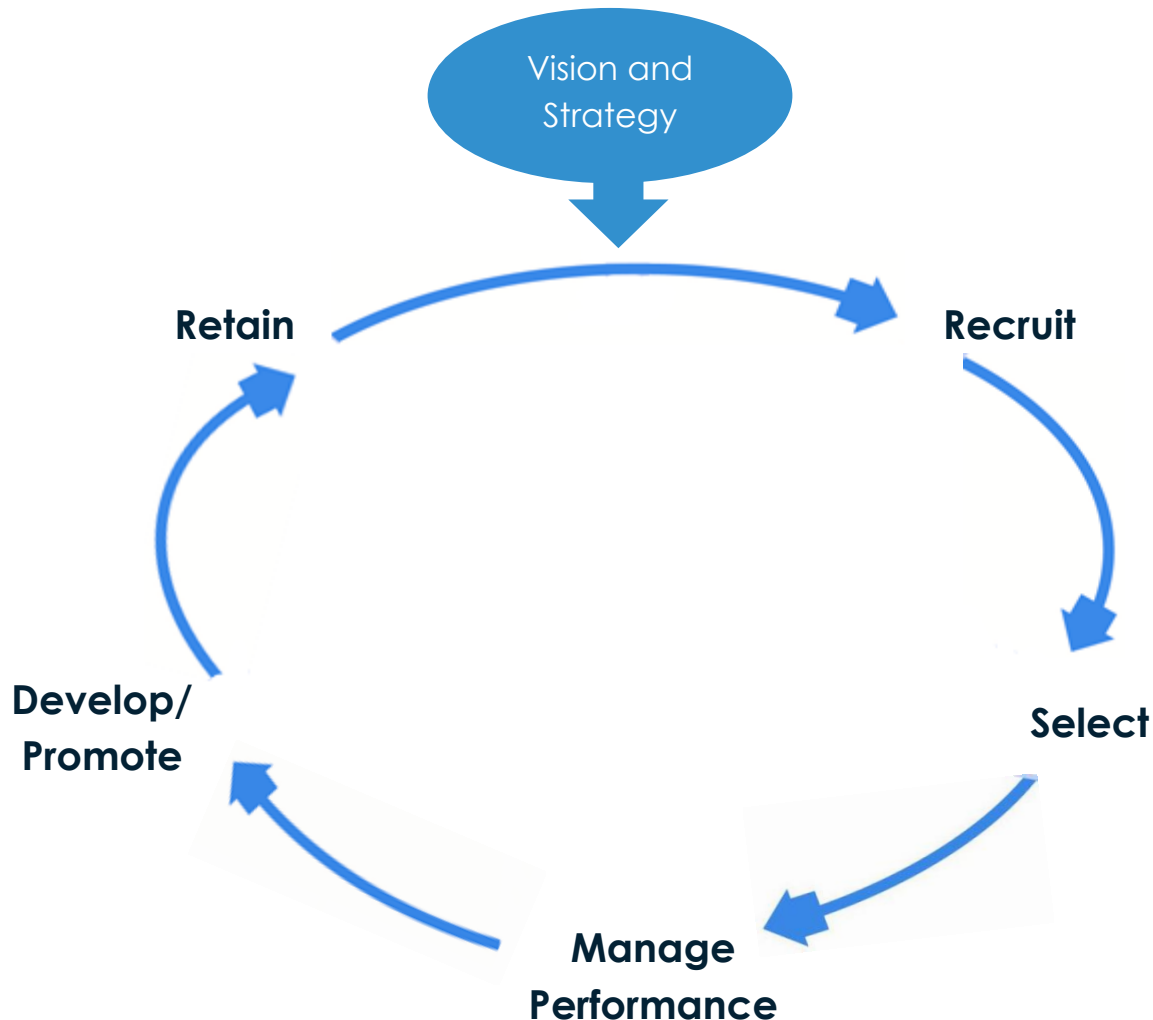 Vision and
Strategy
Retain
Recruit
Develop/
Promote
Select
Manage
Performance